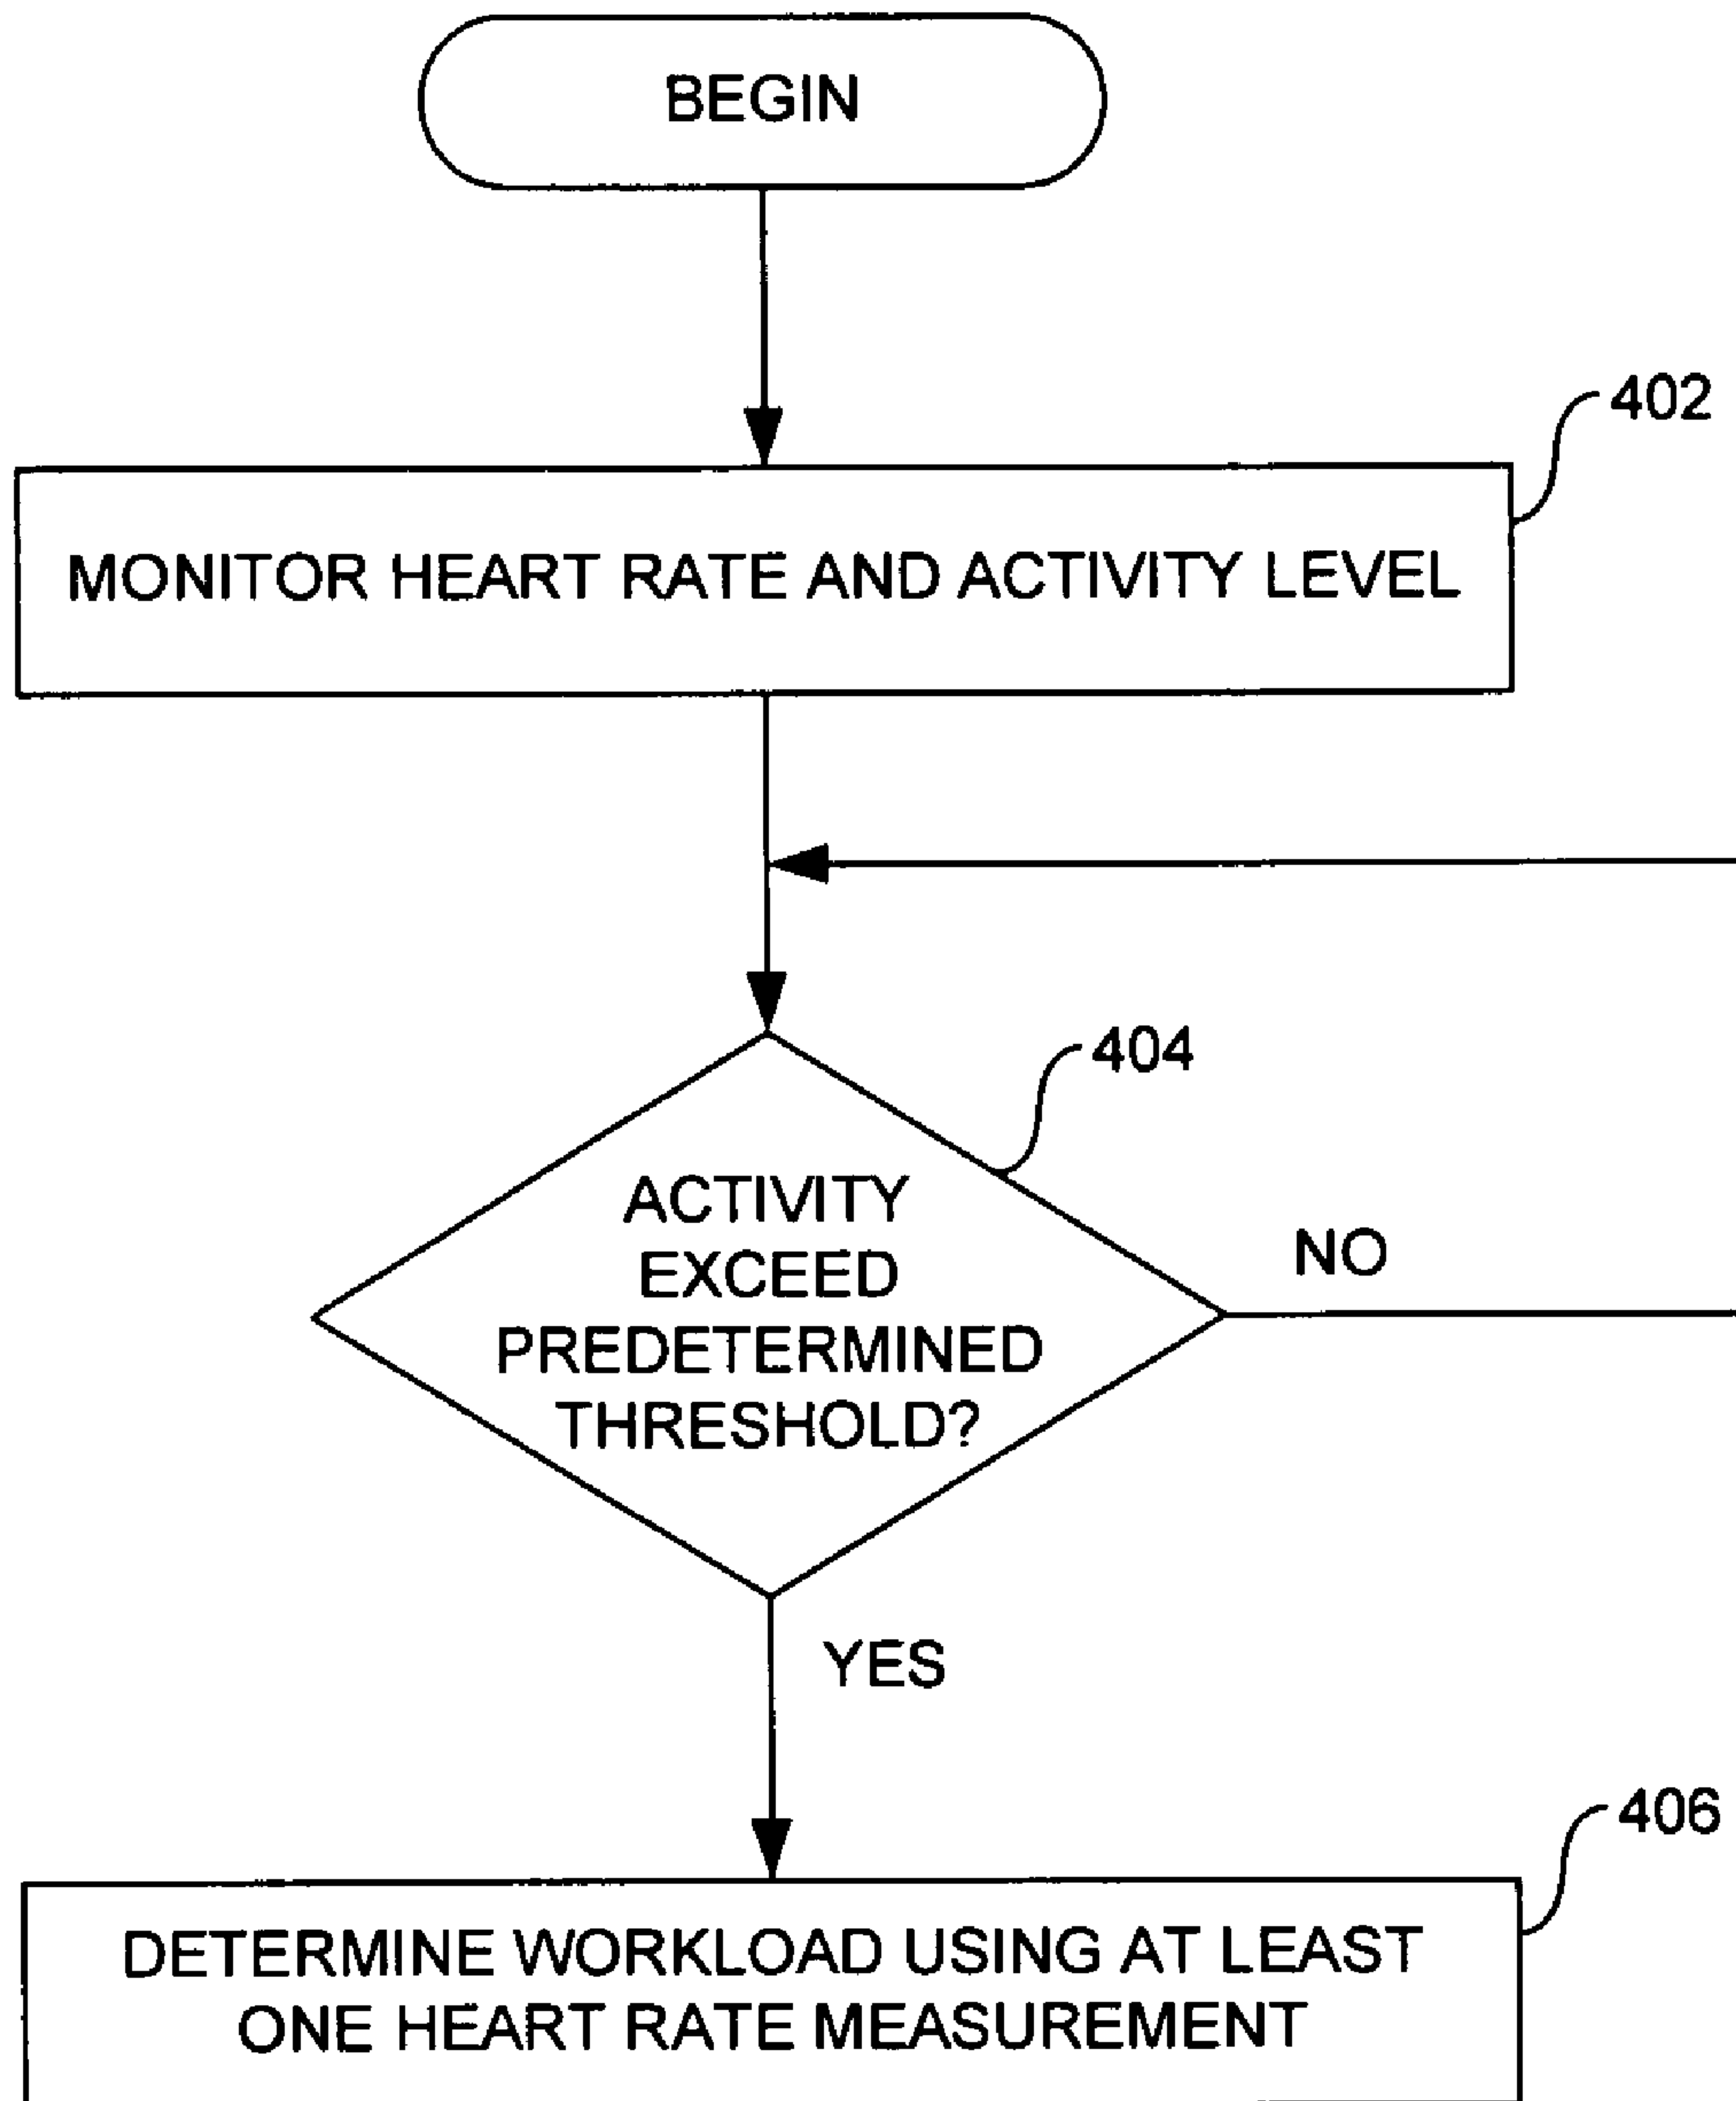 BEGIN
402
MONITOR HEART RATE AND ACTIVITY LEVEL
404
ACTIVITY
EXCEED
PREDETERMINED
THRESHOLD?
NO
YES
406
DETERMINE WORKLOAD USING AT LEAST
ONE HEART RATE MEASUREMENT